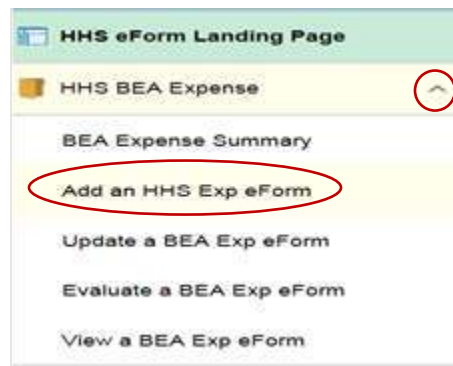 HHS eForm Landing Page
HHS BEA Expense
BEA Expense Summary
Add an HHS Exp eForm
Update a BEA Exp eForm
Evaluate a BEA Exp eForm
View a BEA Exp eForm